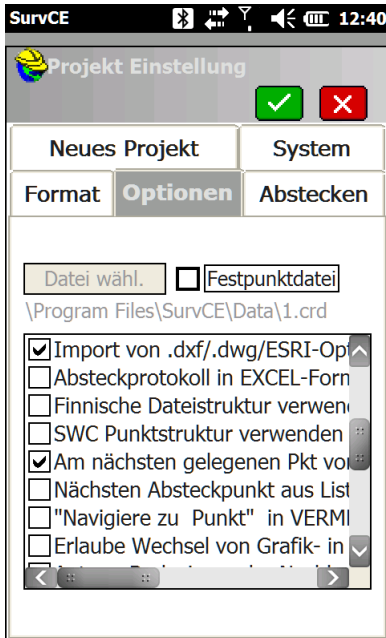 SurvCE 12:40
Projekt Einstellung
Neues Projekt System
Format Optionen Abstecken
Datei wähl. Festpunktdatei
\Program Files\SurvCE\Data\1.crd
Import von .dxf/.dwg/ESRI-Opt
Absteckprotokoll in EXCEL-Form
Finnische Dateistruktur verwen
SWC Punktstruktur verwenden
Am nächsten gelegenen Pkt vor
Nächsten Absteckpunkt aus List
"Navigiere zu Punkt" in VERM
Erlaube Wechsel von Grafik- in